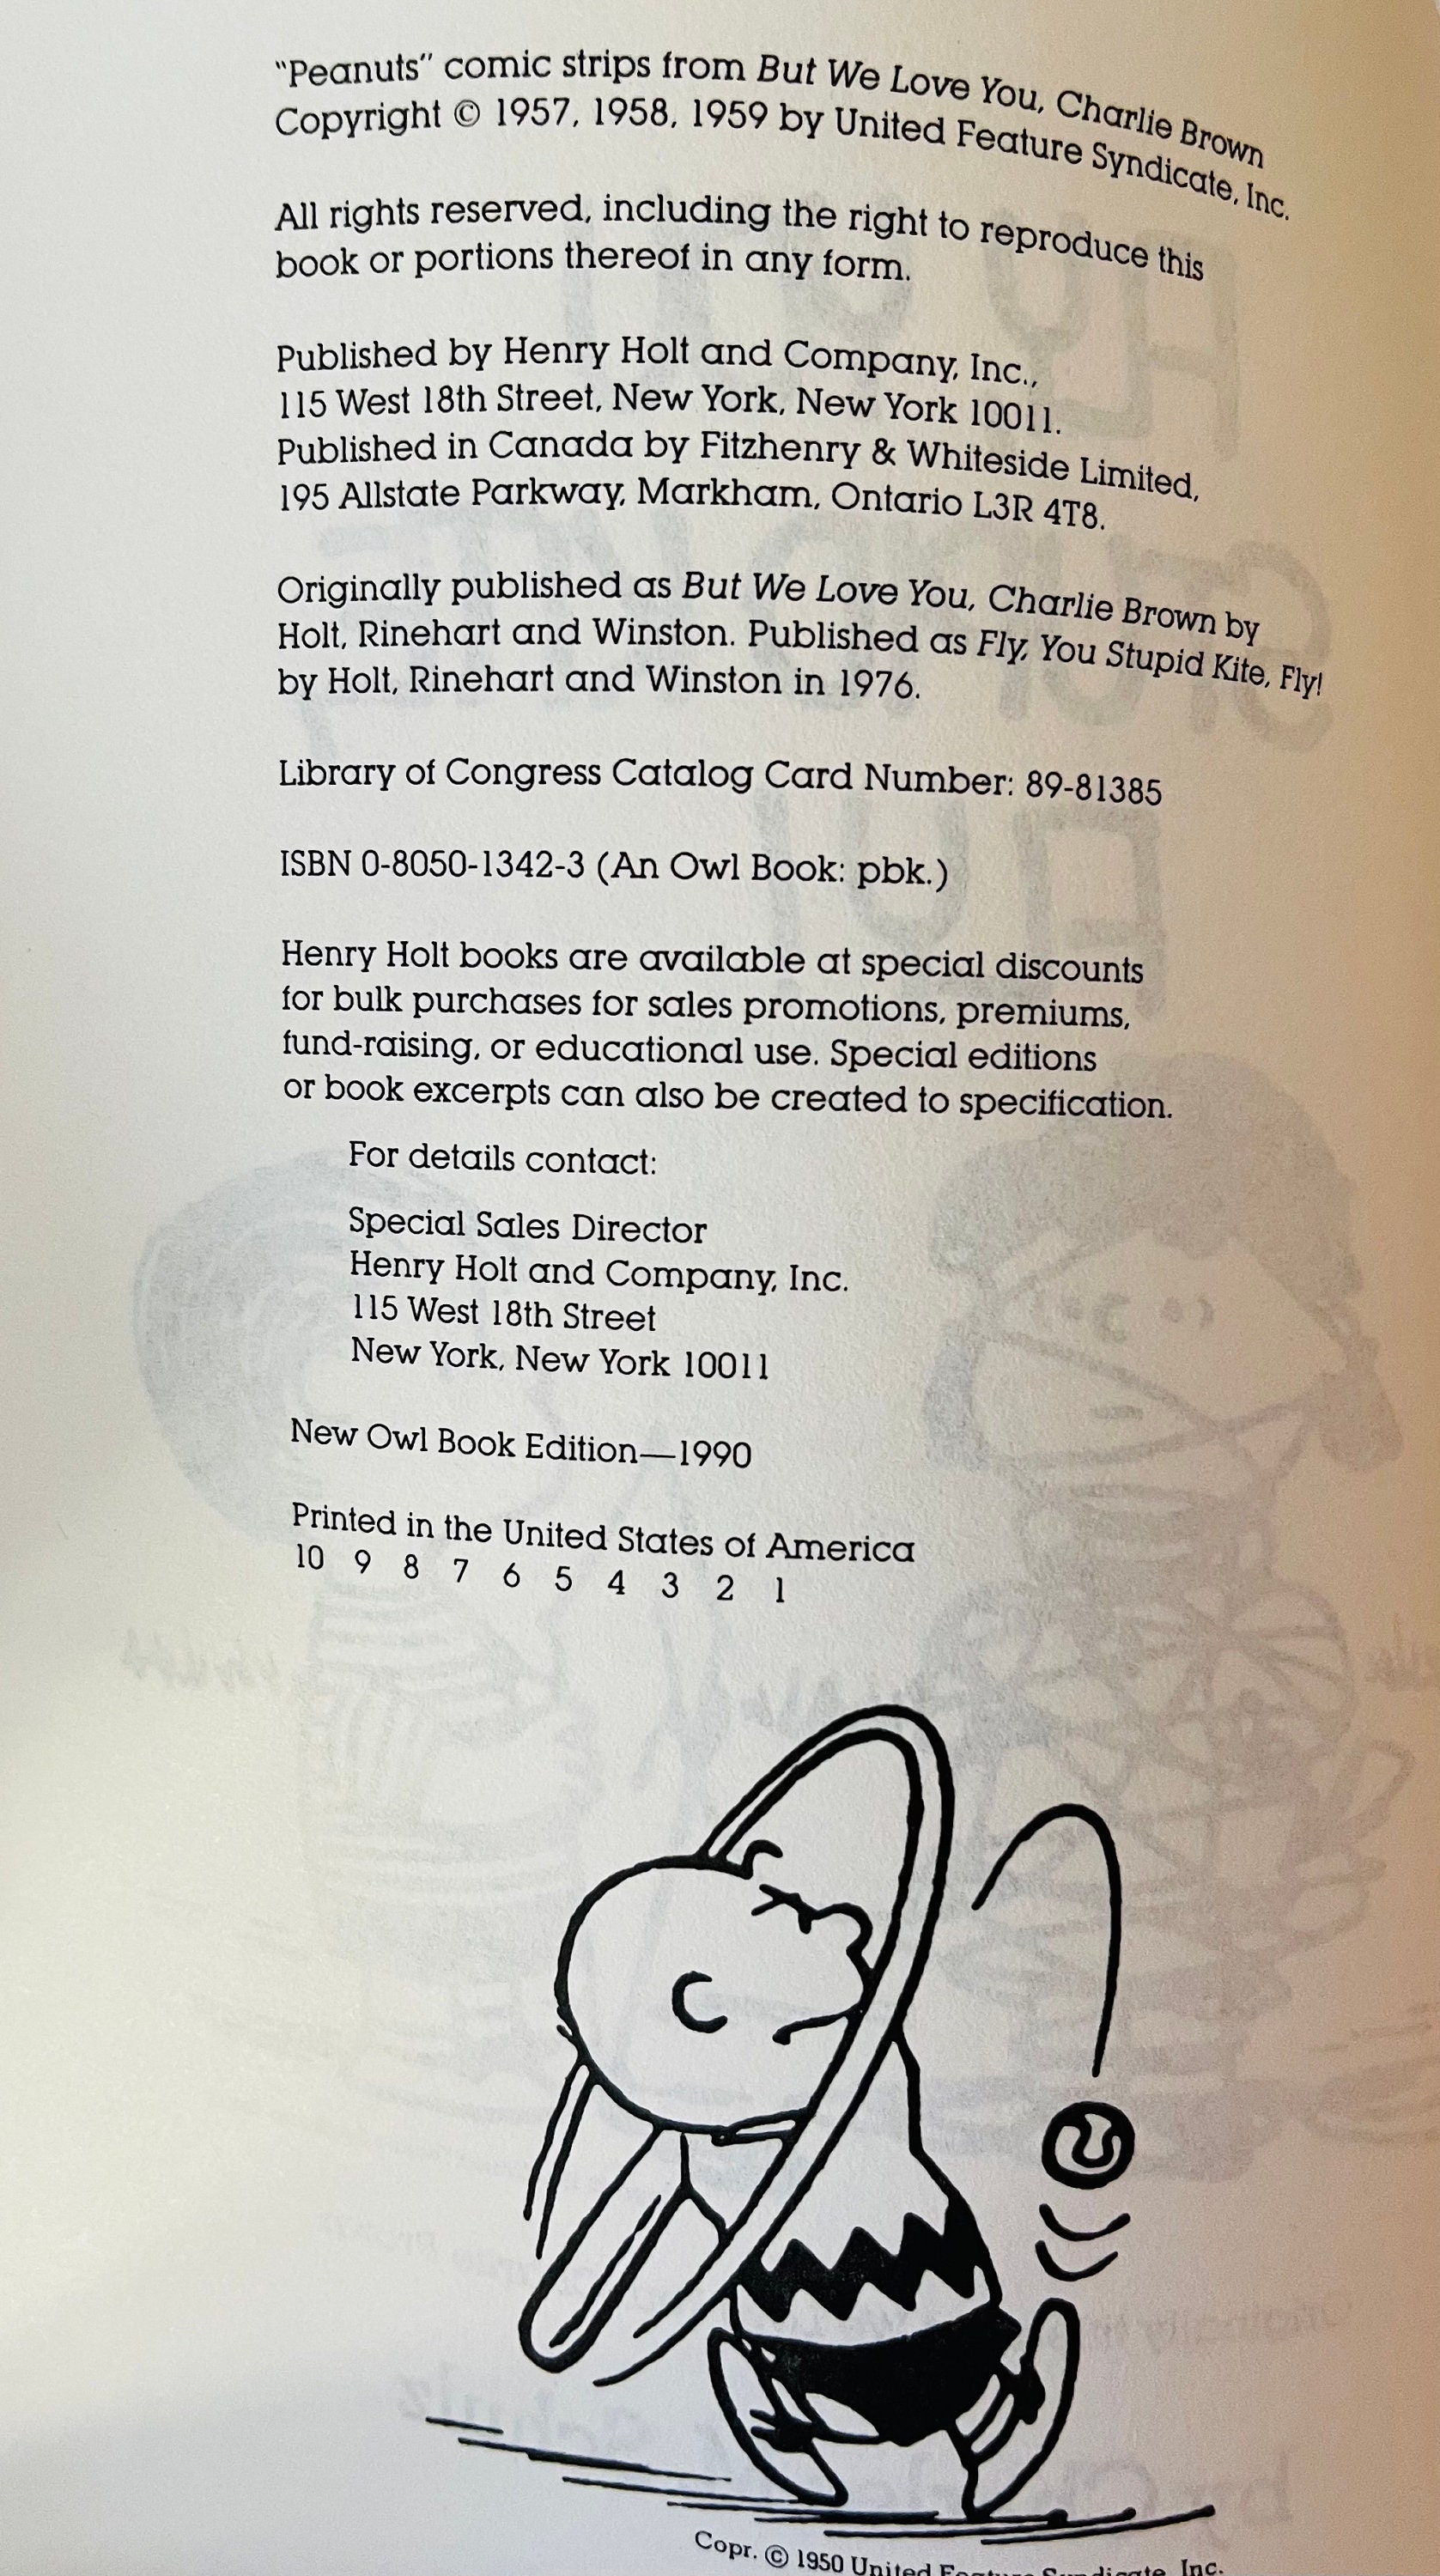 "Peanuts" comic strips from But We Love You, Charlie Brown
Copyright © 1957, 1958, 1959 by United Feature Syndicate, Inc.
All rights reserved, including the right to reproduce this
book or portions thereof in any form.
Published by Henry Holt and Company, Inc.,
115 West 18th Street, New York, New York 10011.
Published in Canada by Fitzhenry & Whiteside Limited,
195 Allstate Parkway, Markham, Ontario L3R 4T8.
Originally published as But We Love You, Charlie Brown by
Holt, Rinehart and Winston. Published as Fly, You Stupid Kite, Fly!
by Holt, Rinehart and Winston in 1976.
Library of Congress Catalog Card Number: 89-81385
ISBN 0-8050-1342-3 (An Owl Book: pbk.)
Henry Holt books are available at special discounts
for bulk purchases for sales promotions, premiums,
fund-raising, or educational use. Special editions
or book excerpts can also be created to specification.
For details contact:
Special Sales Director
Henry Holt and Company, Inc.
115 West 18th Street
New York, New York 10011
New Owl Book Edition—1990
Printed in the United States of America
10 9 8 7 6 5 4 3 2 1
Copr. © 1950 United Feature Syndicate, Inc.